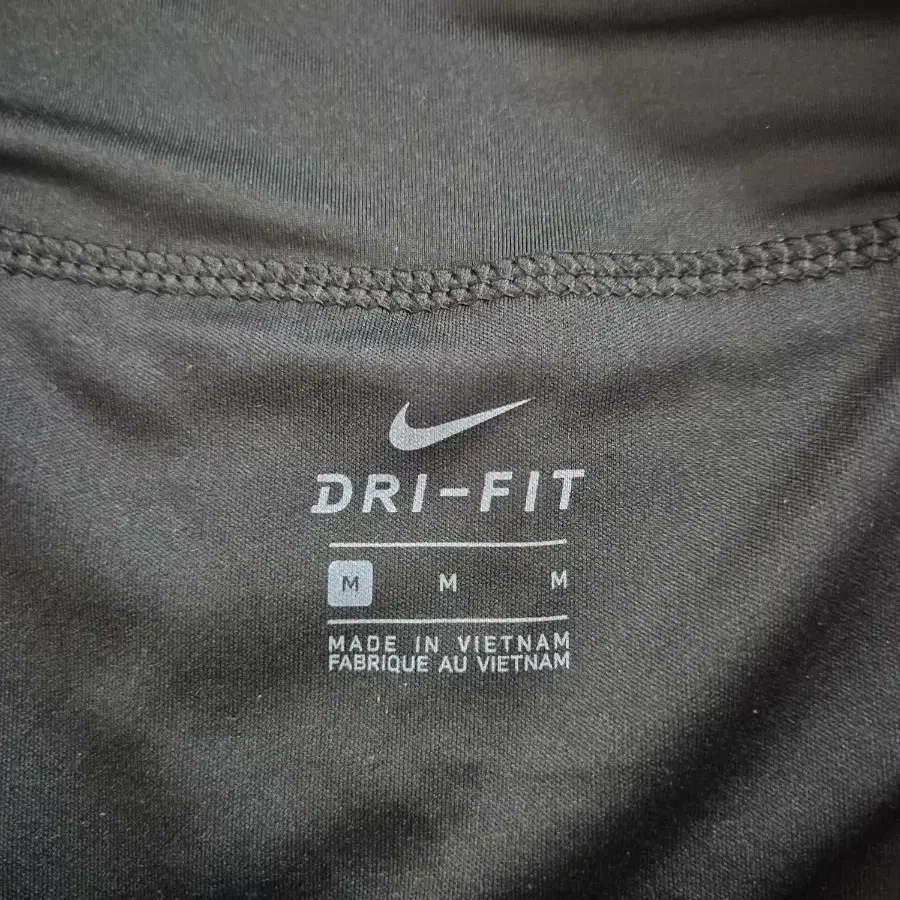 DRI-FIT
M M M
MADE IN VIETNAM
FABRIQUE AU VIETNAM